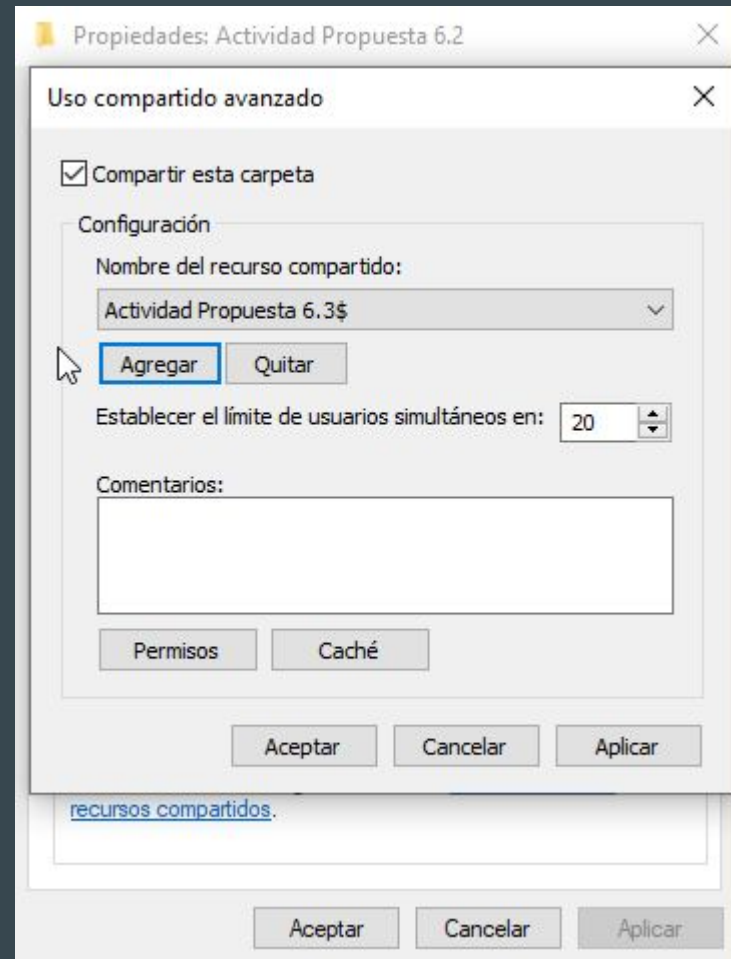 Propiedades: Actividad Propuesta 6.2
Uso compartido avanzado
Compartir esta carpeta
Configuración
Nombre del recurso compartido:
Actividad Propuesta 6.3$
Agregar Quitar
Establecer el límite de usuarios simultáneos en: 20
Comentarios:
Permisos Caché
Aceptar Cancelar Aplicar
recursos compartidos.
Aceptar Cancelar Aplicar